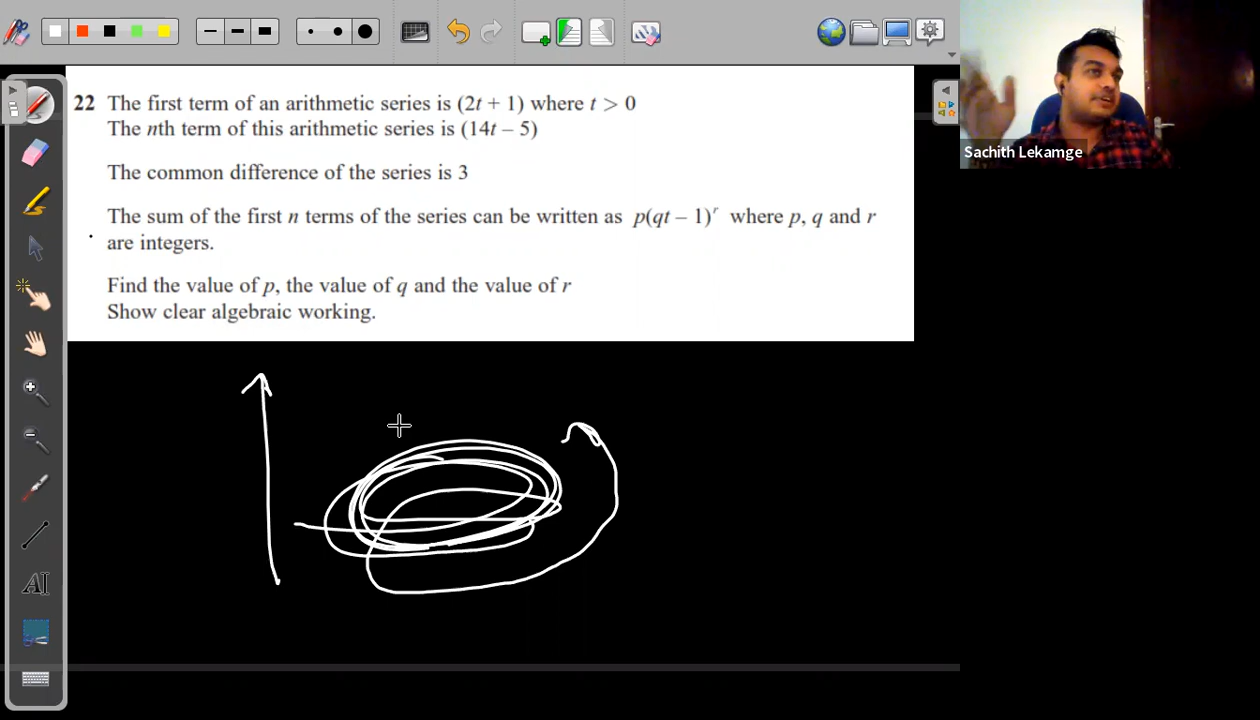 22 The first term of an arithmetic series is (2t + 1) where t > 0
The nth term of this arithmetic series is (14t – 5)
The common difference of the series is 3
The sum of the first n terms of the series can be written as p(qt – 1)^r where p, q and r
are integers.
Find the value of p, the value of q and the value of r
Show clear algebraic working.
Sachith Lekamge
AI